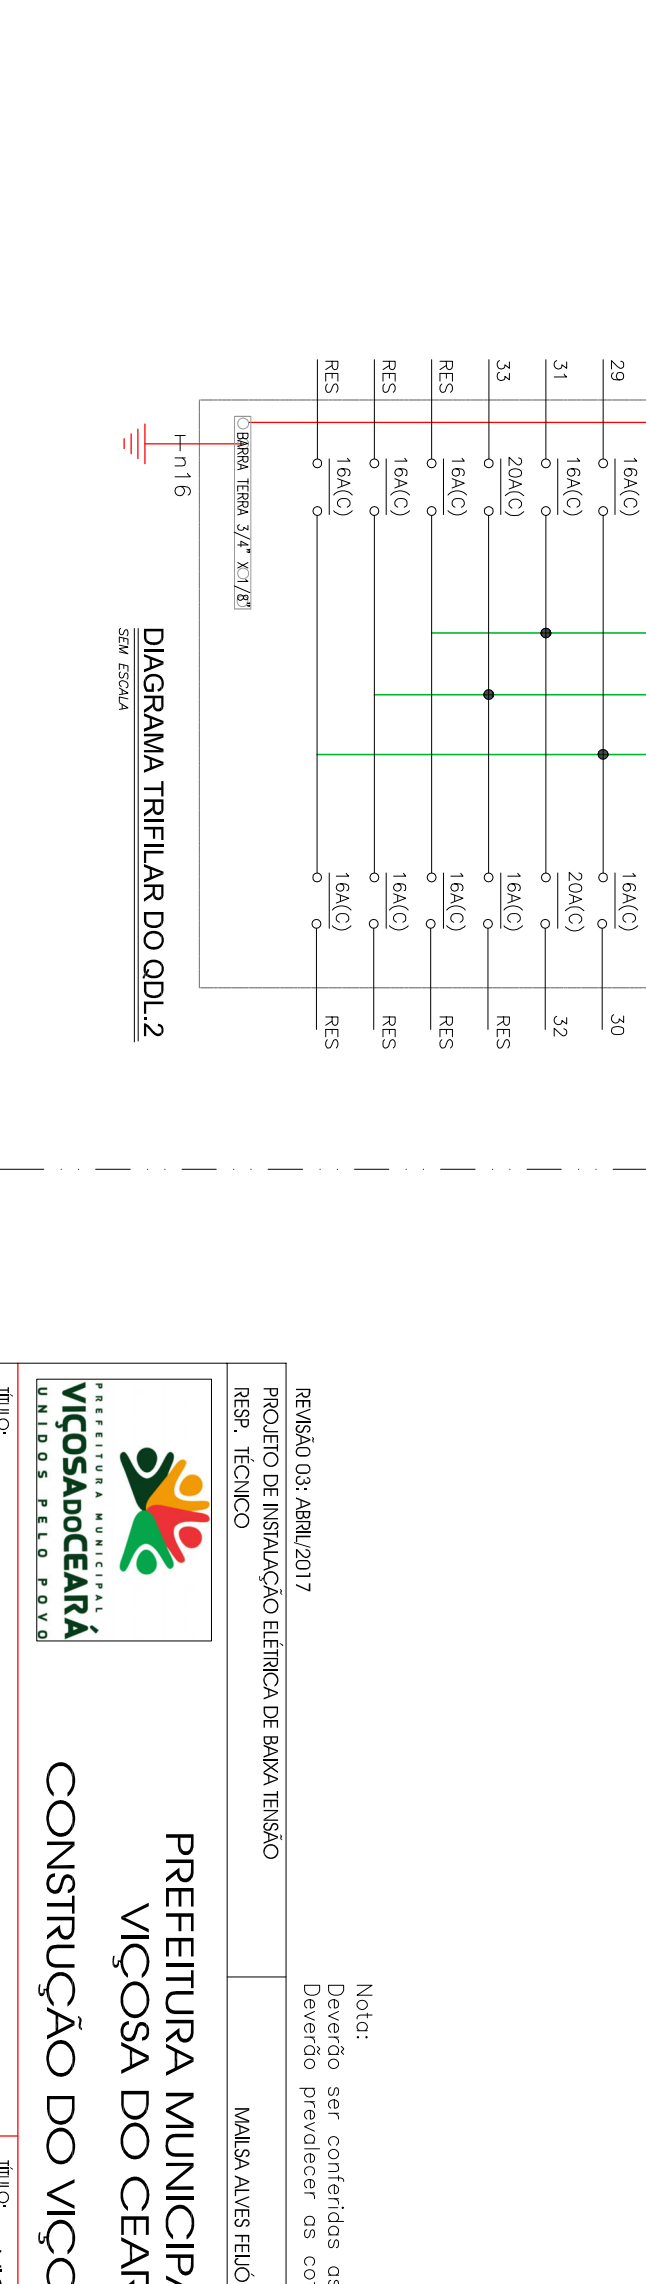 29
16A(C)
16A(C)
30
31
16A(C)
20A(C)
32
33
20A(C)
16A(C)
RES
RES
16A(C)
16A(C)
RES
RES
16A(C)
16A(C)
RES
RES
16A(C)
16A(C)
RES
BARRA TERRA 3/4" X 1/8"
n16
DIAGRAMA TRIFILAR DO QDL.2
SEM ESCALA
Nota:
Deverão ser conferidas as
Deverão prevalecer as
REVISÃO 03: ABRIL/2017
PROJETO DE INSTALAÇÃO ELÉTRICA DE BAIXA TENSÃO
RESP. TÉCNICO
MAILSA ALVES FEIJÓ
PREFEITURA MUNICIPAL
VIÇOSA DO CEARÁ
UNIDOS PELO POVO
PREFEITURA MUNICIPA
VIÇOSA DO CEAR
CONSTRUÇÃO DO VIÇO
TÍTULO:
TÍTULO: